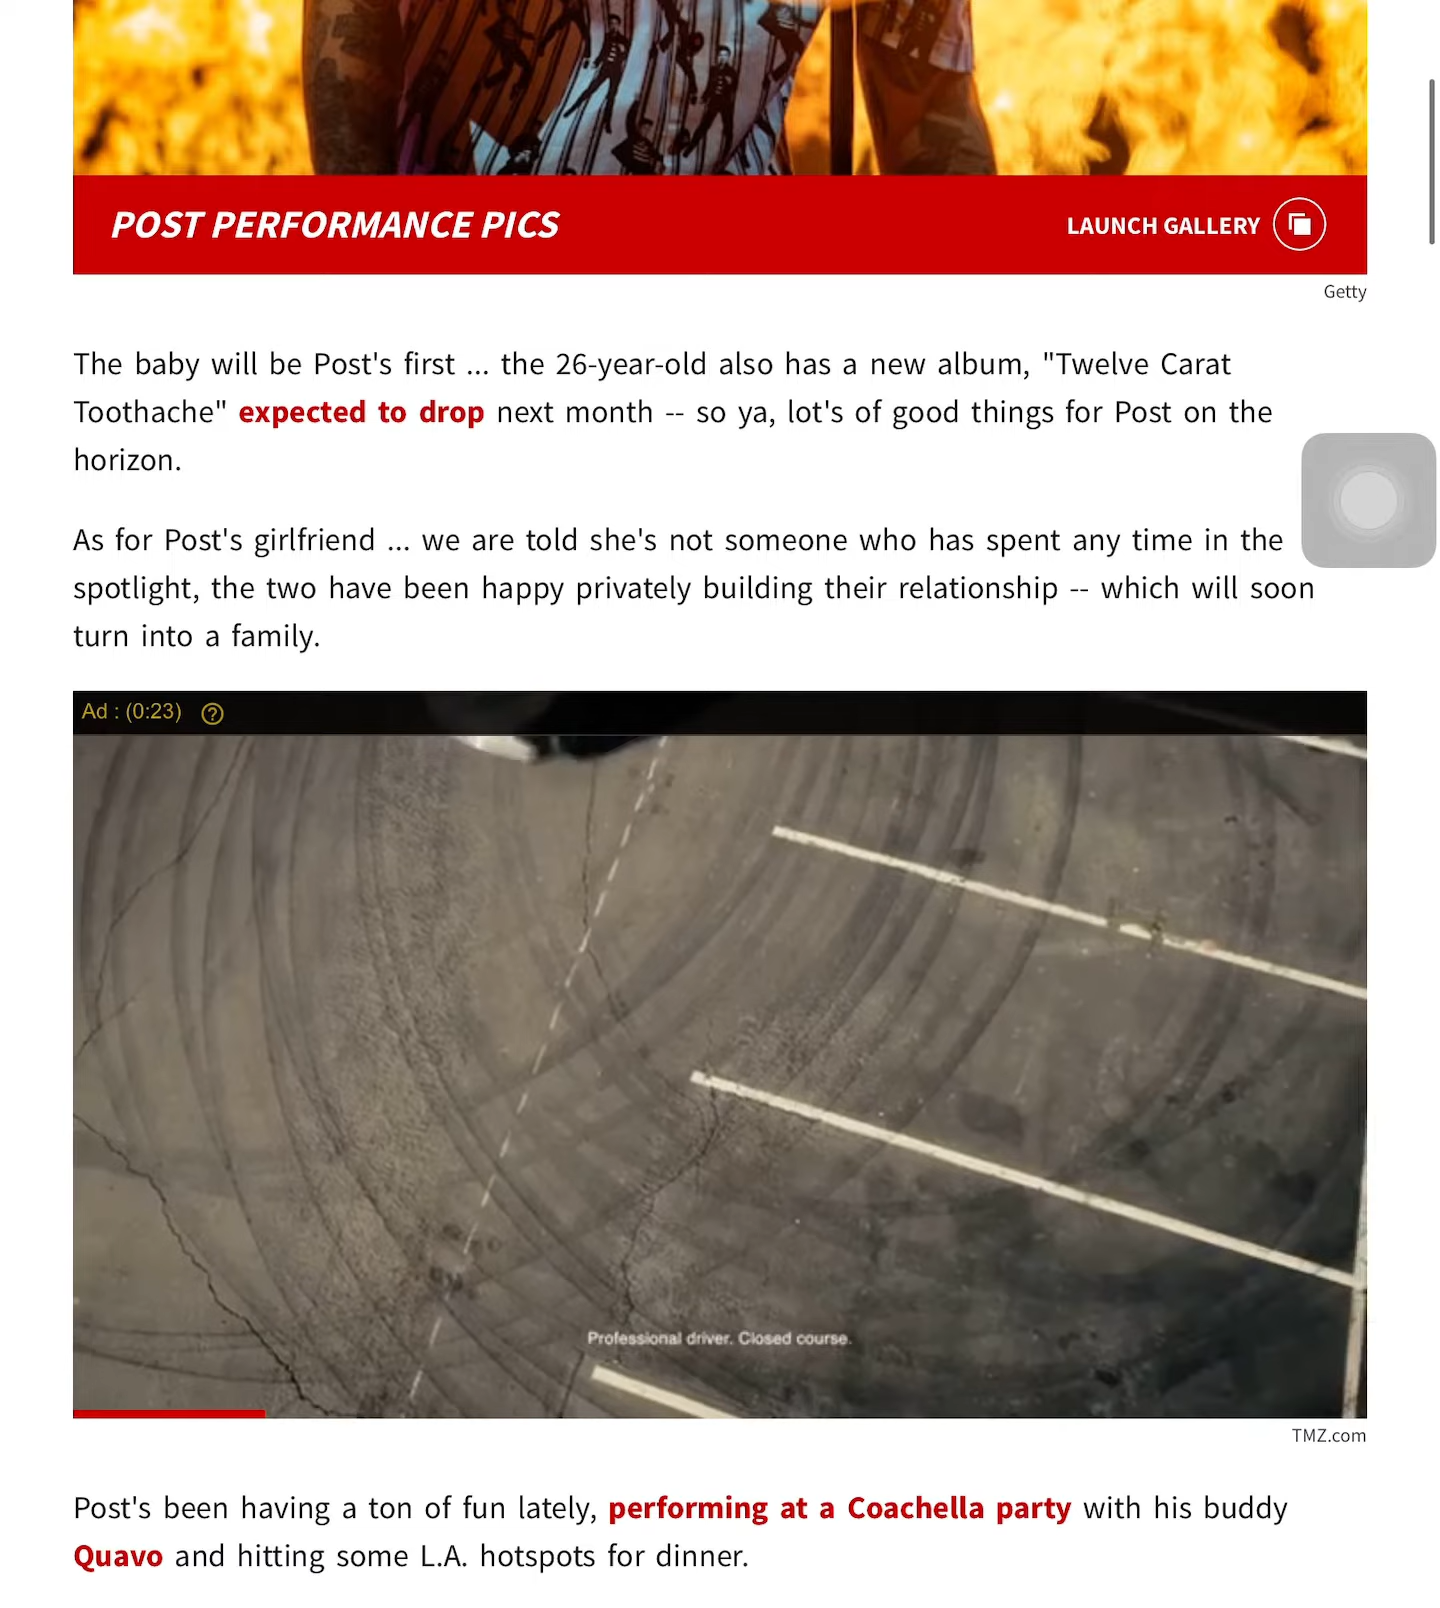 POST PERFORMANCE PICS
LAUNCH GALLERY
Getty
The baby will be Post's first ... the 26-year-old also has a new album, "Twelve Carat
Toothache" expected to drop next month -- so ya, lot's of good things for Post on the
horizon.
As for Post's girlfriend ... we are told she's not someone who has spent any time in the
spotlight, the two have been happy privately building their relationship -- which will soon
turn into a family.
Ad : (0:23) ?
Professional driver. Closed course.
TMZ.com
Post's been having a ton of fun lately, performing at a Coachella party with his buddy
Quavo and hitting some L.A. hotspots for dinner.